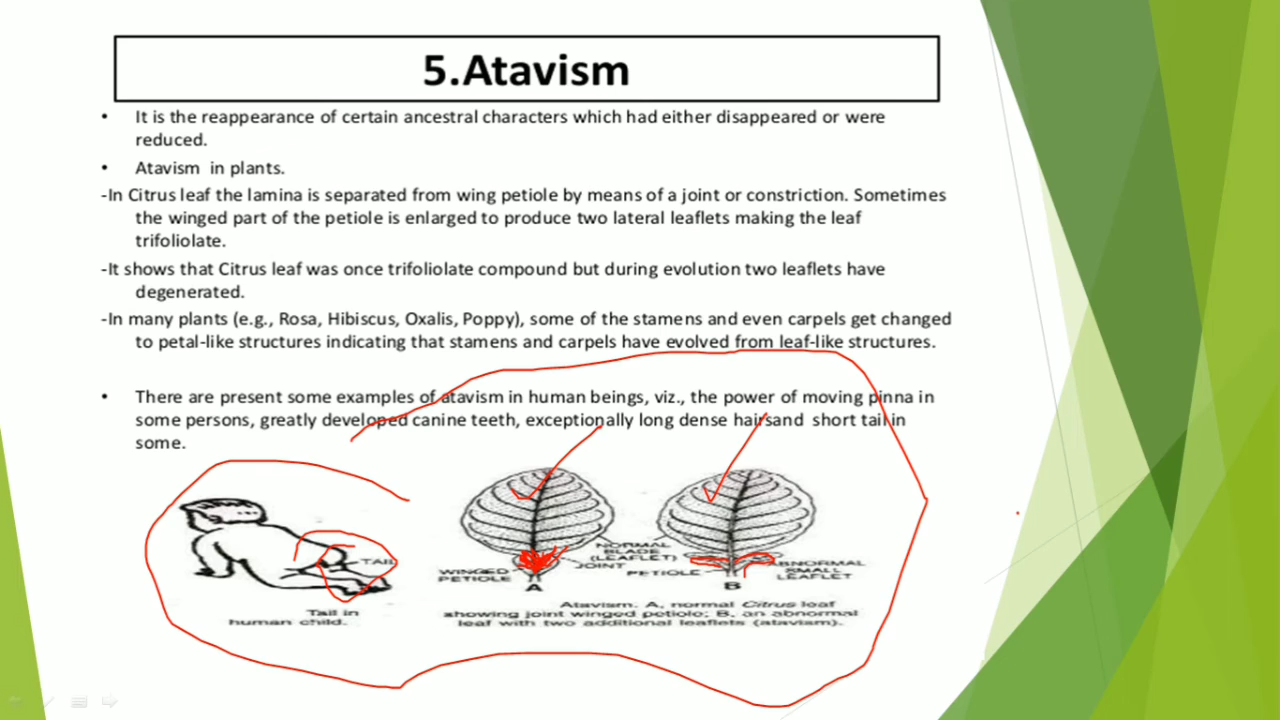 5.Atavism
• It is the reappearance of certain ancestral characters which had either disappeared or were
reduced.
• Atavism in plants.
-In Citrus leaf the lamina is separated from wing petiole by means of a joint or constriction. Sometimes
the winged part of the petiole is enlarged to produce two lateral leaflets making the leaf
trifoliolate.
-It shows that Citrus leaf was once trifoliolate compound but during evolution two leaflets have
degenerated.
-In many plants (e.g., Rosa, Hibiscus, Oxalis, Poppy), some of the stamens and even carpels get changed
to petal-like structures indicating that stamens and carpels have evolved from leaf-like structures.
• There are present some examples of atavism in human beings, viz., the power of moving pinna in
some persons, greatly developed canine teeth, exceptionally long dense hairsand short tail in
some.
TAIL
Tail in
human child.
NORMAL
BLADE
(LEAFLET)
JOINT
WINGED
PETIOLE
A
PETIOLE
B
ABNORMAL
SMALL
LEAFLET
Atavism. A, normal Citrus leaf
showing joint winged petiole; B, an abnormal
leaf with two additional leaflets (atavism).